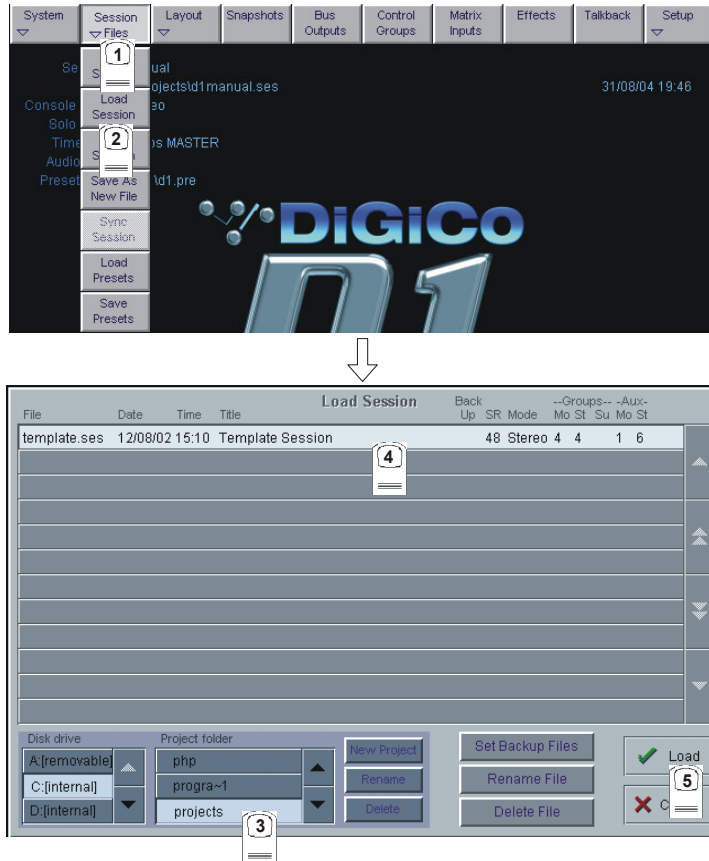 System Session Files Layout Snapshots Bus Outputs Control Groups Matrix Inputs Effects Talkback Setup
1
Se ual
ojects\d1manual.ses 31/08/04 19:46
Load Session
Console eo
Solo
2
Time os MASTER
Audio
Preset \d1.pre
Save As New File
Sync Session
Load Presets
Save Presets
DiGiCo
D1
Load Session
Back --Groups-- -Aux-
File Date Time Title Up SR Mode Mo St Su Mo St
template.ses 12/08/02 15:10 Template Session 48 Stereo 4 4 1 6
4
Disk drive Project folder
A:[removable] php New Project Set Backup Files Load
C:[internal] progra~1 Rename Rename File 5
D:[internal] projects Delete Delete File C
3